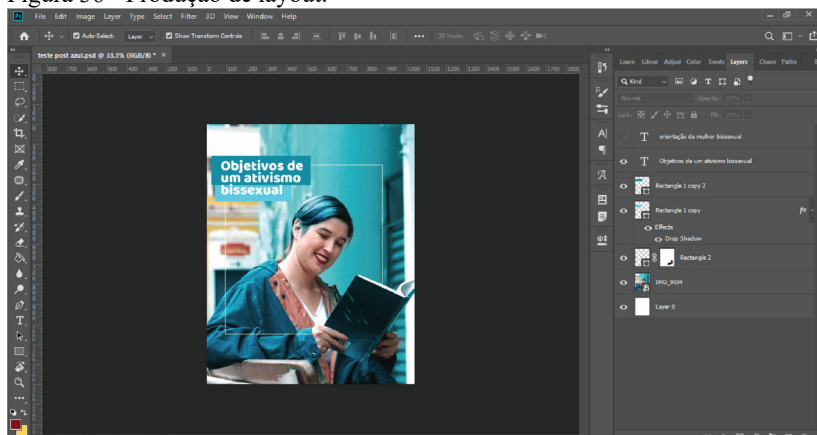 Figura 30 - Produção de layout.
File Edit Image Layer Type Select Filter 3D View Window Help
Auto-Select: Layer Show Transform Controls 3D Mode
teste post azul.psd @ 33.3% (RGB/8) * ×
Learn Librar Adjust Color Swatc Layers Chann Paths
Kind
Normal Opacity: 100%
Lock: Fill: 100%
orientação da mulher bissexual
Objetivos de um ativismo bissexual
Rectangle 1 copy 2
Rectangle 1 copy fx
Effects
Drop Shadow
Rectangle 2
IMG_9104
Layer 0
Objetivos de
um ativismo
bissexual